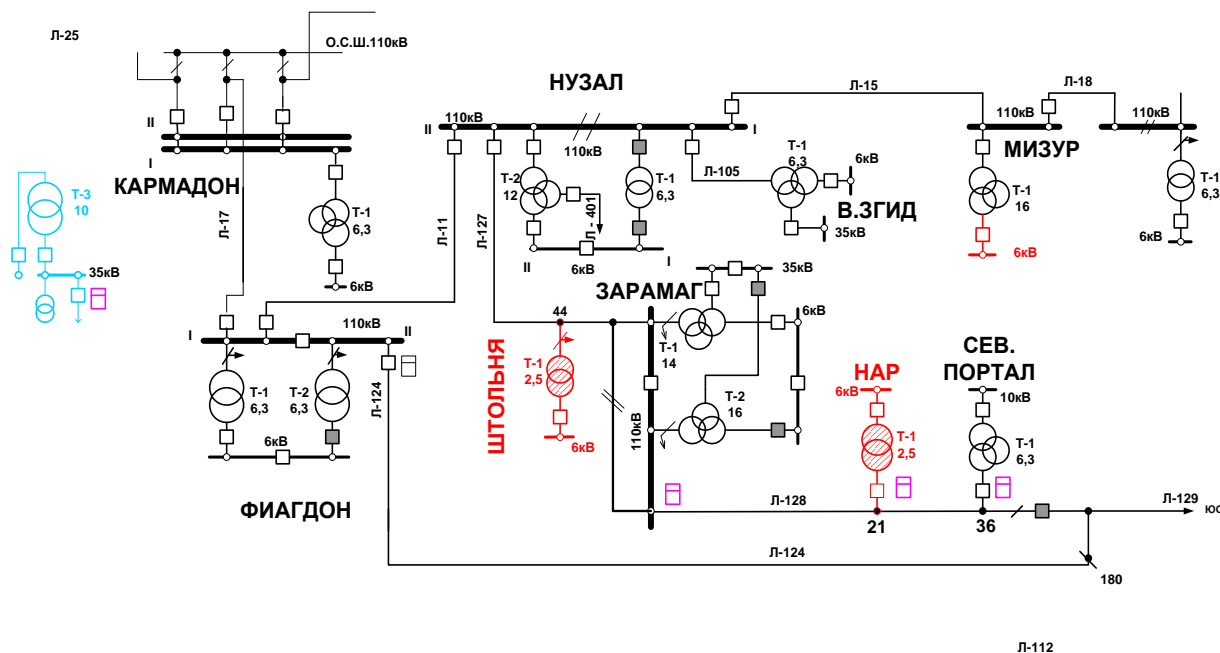 Л-25
О.С.Ш.110кВ
II
I
КАРМАДОН
Т-3
10
35кВ
Л-17
Т-1
6,3
6кВ
I
110кВ
II
Т-1
6,3
Т-2
6,3
6кВ
Л-124
ФИАГДОН
НУЗАЛ
II
110кВ
110кВ
I
Л-11
Л-127
Т-2
12
Л - 401
Т-1
6,3
II
6кВ
I
Л-105
Т-1
6,3
6кВ
В.ЗГИД
35кВ
Л-15
110кВ
Л-18
110кВ
МИЗУР
Т-1
16
6кВ
Т-1
6,3
6кВ
ЗАРАМАГ
35кВ
6кВ
44
Т-1
14
Т-2
16
110кВ
ШТОЛЬНЯ
Т-1
2,5
6кВ
НАР
6кВ
Т-1
2,5
СЕВ.
ПОРТАЛ
10кВ
Т-1
6,3
Л-128
21
36
Л-129
ЮО
Л-124
180
Л-112